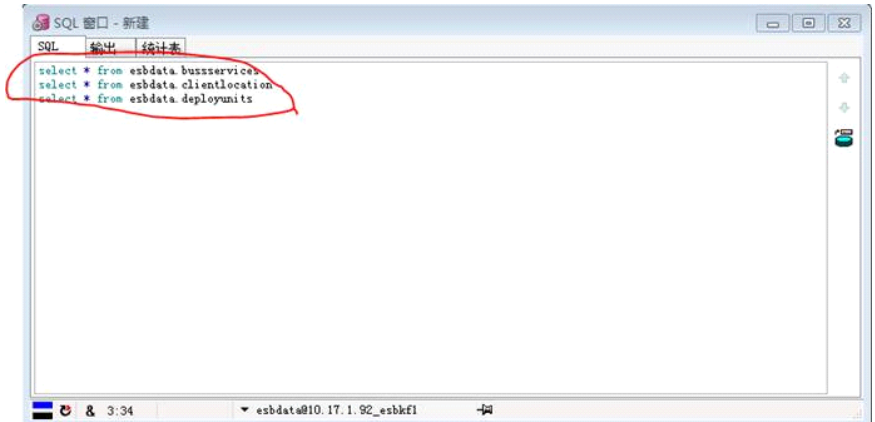 SQL 窗口 - 新建
SQL 输出 统计表
select * from esbdata.bussservices
select * from esbdata.clientlocation
select * from esbdata.deployunits
& 3:34 esbdata@10.17.1.92_esbkf1